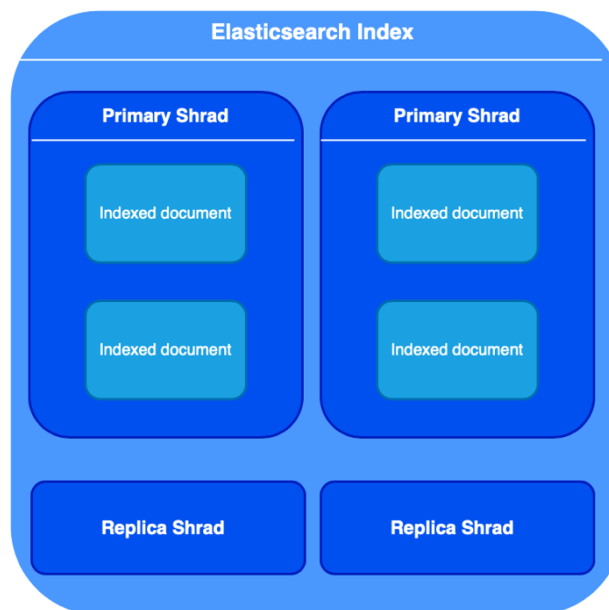 Elasticsearch Index
Primary Shrad
Primary Shrad
Indexed document
Indexed document
Indexed document
Indexed document
Replica Shrad
Replica Shrad